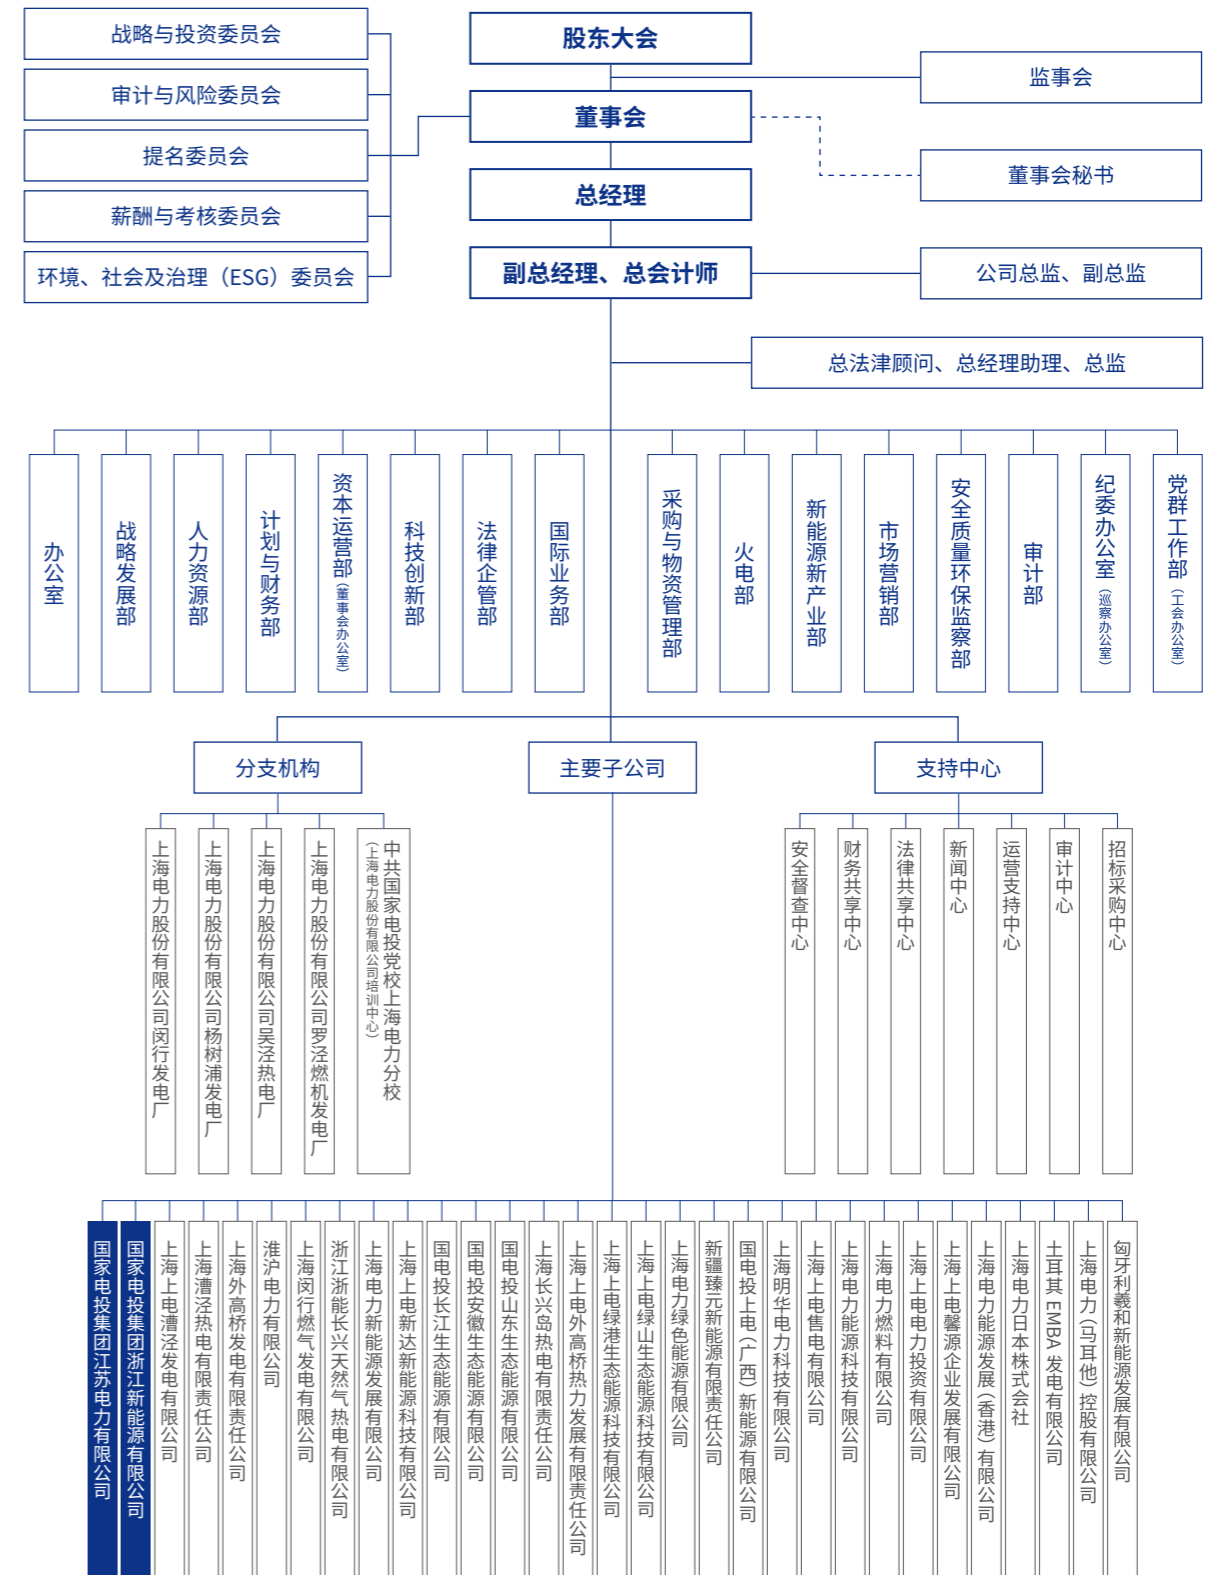 战略与投资委员会
审计与风险委员会
提名委员会
薪酬与考核委员会
环境、社会及治理（ESG）委员会
股东大会
董事会
总经理
副总经理、总会计师
监事会
董事会秘书
公司总监、副总监
总法津顾问、总经理助理、总监
办公室
战略发展部
人力资源部
计划与财务部
资本运营部（董事会办公室）
科技创新部
法律企管部
国际业务部
采购与物资管理部
火电部
新能源新产业部
市场营销部
安全质量环保监察部
审计部
纪委办公室（巡察办公室）
党群工作部（工会办公室）
分支机构
主要子公司
支持中心
上海电力股份有限公司闵行发电厂
上海电力股份有限公司杨树浦发电厂
上海电力股份有限公司吴泾热电厂
上海电力股份有限公司罗泾燃机发电厂
中共国家电投党校上海电力分校
（上海电力股份有限公司培训中心）
安全督查中心
财务共享中心
法律共享中心
新闻中心
运营支持中心
审计中心
招标采购中心
国家电投集团江苏电力有限公司
国家电投集团浙江新能源有限公司
上海上电漕泾发电有限公司
上海漕泾热电有限责任公司
上海外高桥发电有限责任公司
淮沪电力有限公司
上海闵行燃气发电有限公司
浙江浙能长兴天然气热电有限公司
上海电力新能源发展有限公司
上海上电新达新能源科技有限公司
国电投长江生态能源有限公司
国电投安徽生态能源有限公司
国电投山东生态能源有限公司
上海长兴岛热电有限责任公司
上海上电外高桥热力发展有限责任公司
上海上电绿港生态能源科技有限公司
上海上电绿山生态能源科技有限公司
上海电力绿色能源有限公司
新疆臻元新能源有限责任公司
国电投上电（广西）新能源有限公司
上海明华电力科技有限公司
上海上电售电有限公司
上海电力能源科技有限公司
上海电力燃料有限公司
上海上电电力投资有限公司
上海上电馨源企业发展有限公司
上海电力能源发展（香港）有限公司
上海电力日本株式会社
土耳其 EMBA 发电有限公司
上海电力（马耳他）控股有限公司
匈牙利羲和新能源发展有限公司